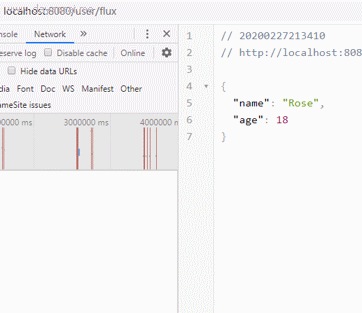 localhost:8080/user/flux
nsole Network »
eserve log Disable cache Online
Hide data URLs
dia Font Doc WS Manifest Other
meSite issues
00000 ms 3000000 ms 4000000 ms
1 // 20200227213410
2 // http://localhost:808
3
4 {
5 "name": "Rose",
6 "age": 18
7 }